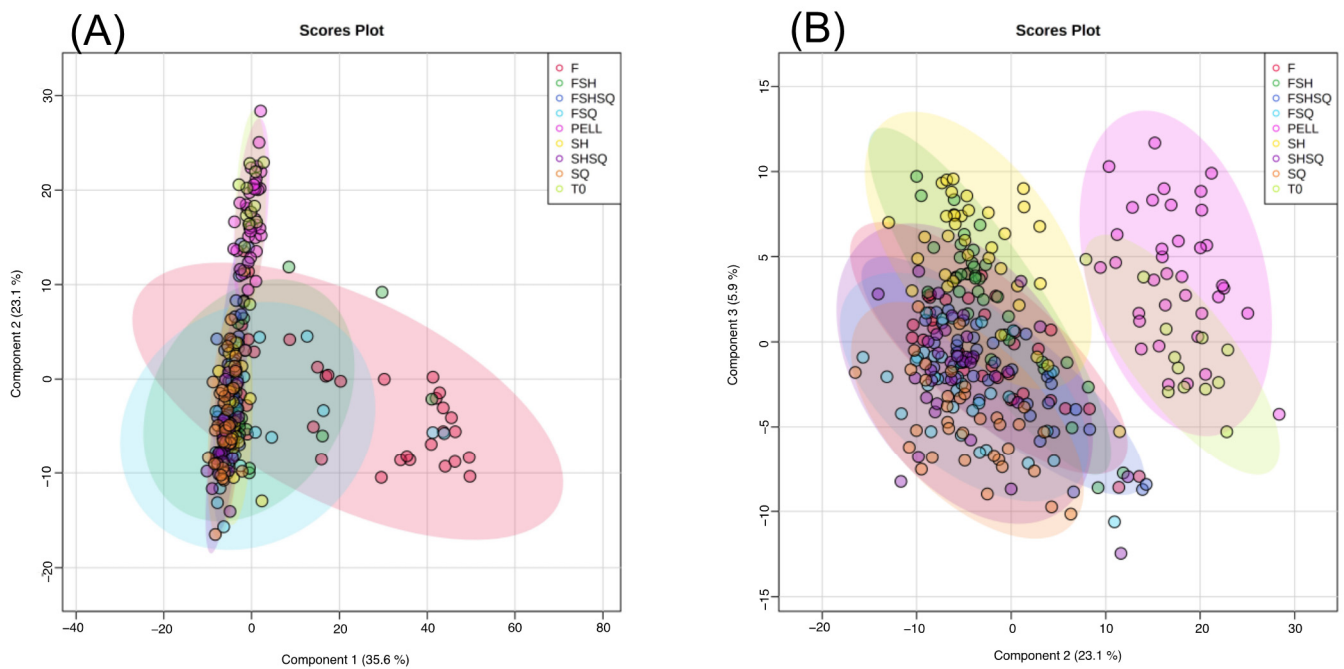 (A)
Scores Plot
F
FSH
FSHSQ
FSQ
PELL
SH
SHSQ
SQ
T0
Component 2 (23.1 %)
30
20
10
0
−10
−20
−40
−20
0
20
40
60
80
Component 1 (35.6 %)
(B)
Scores Plot
F
FSH
FSHSQ
FSQ
PELL
SH
SHSQ
SQ
T0
Component 3 (5.9 %)
15
10
5
0
−5
−10
−15
−20
−10
0
10
20
30
Component 2 (23.1 %)